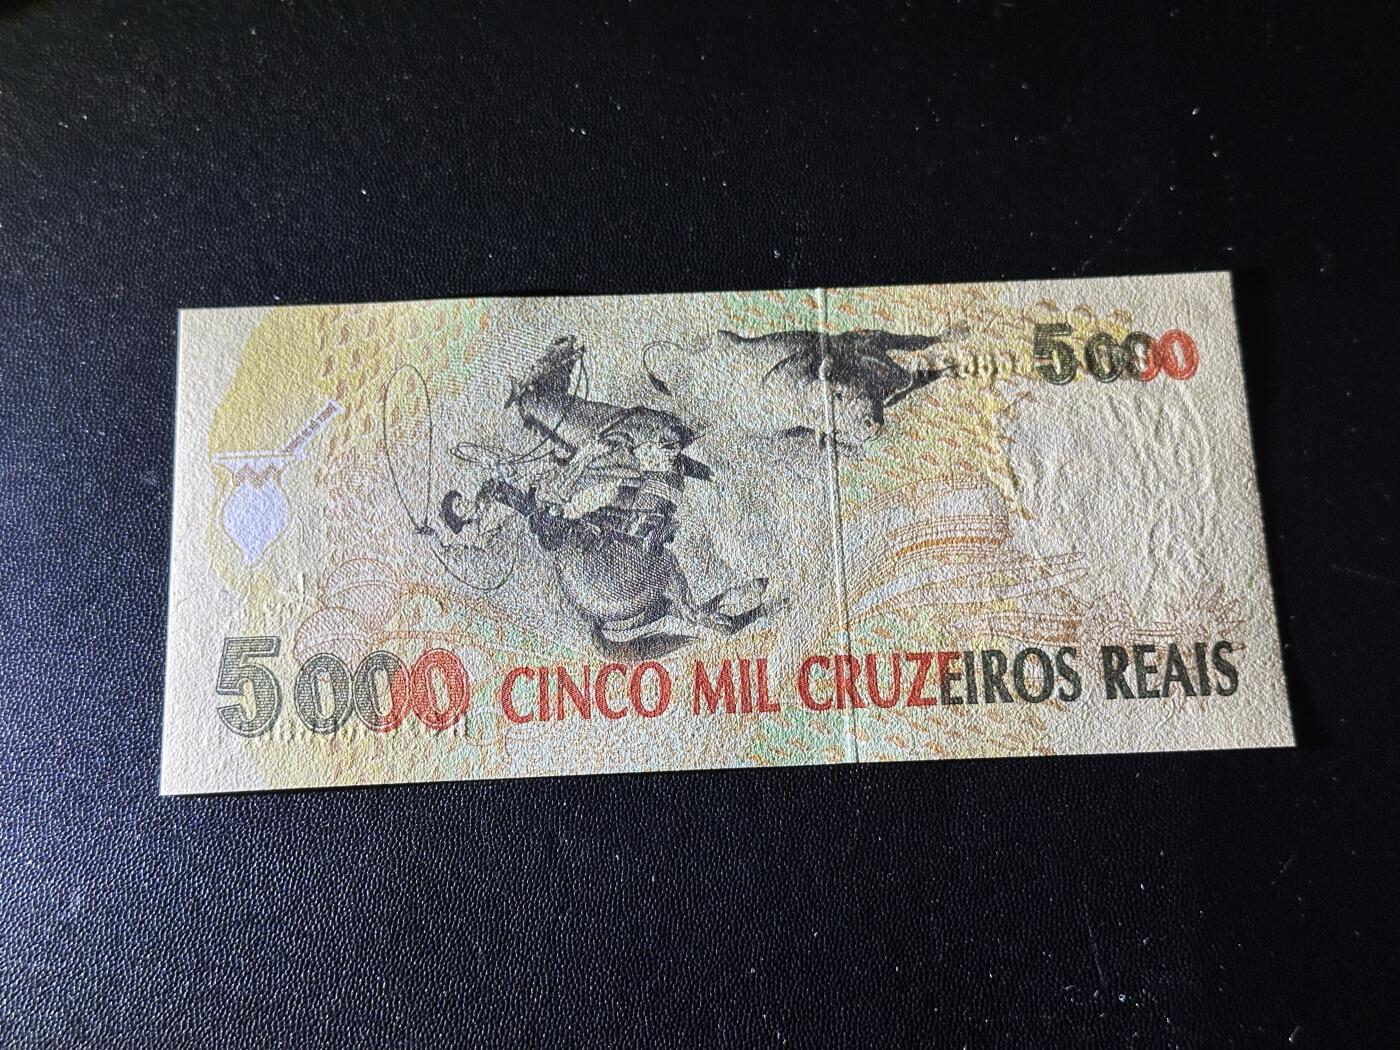 5000
5000 CINCO MIL CRUZEIROS REAIS